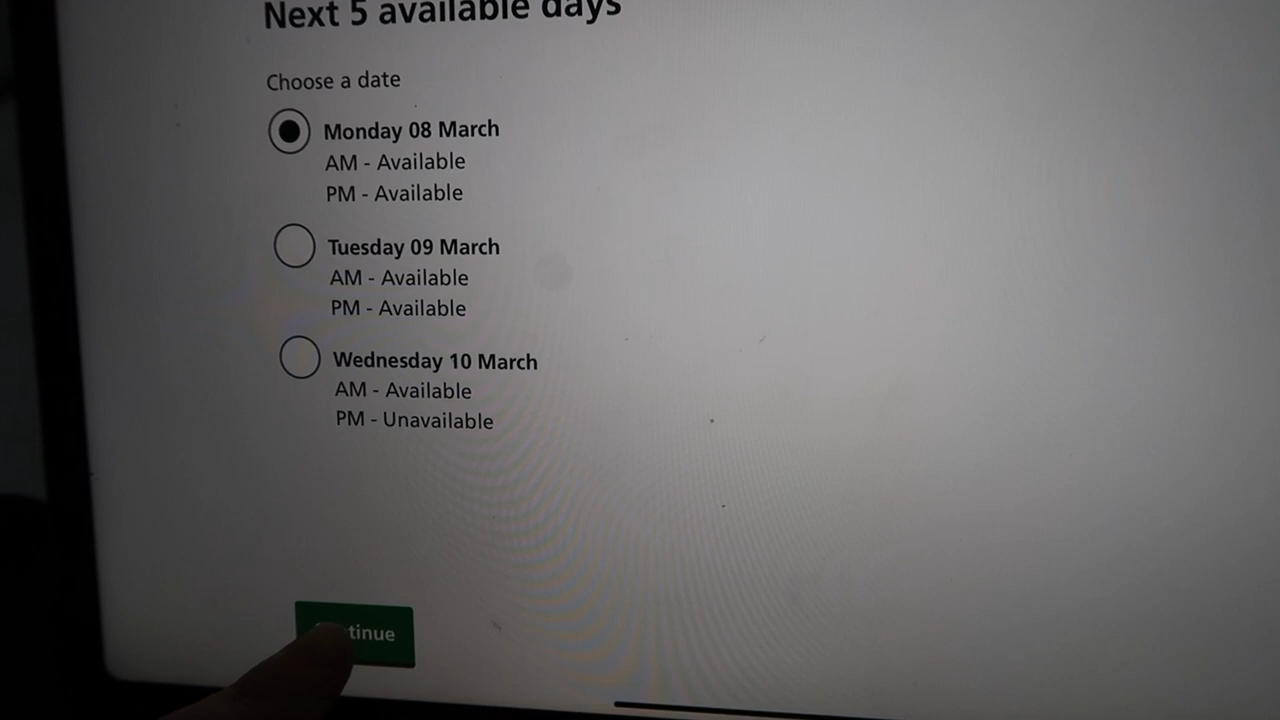 Next 5 available days
Choose a date
Monday 08 March
AM - Available
PM - Available
Tuesday 09 March
AM - Available
PM - Available
Wednesday 10 March
AM - Available
PM - Unavailable
tinue